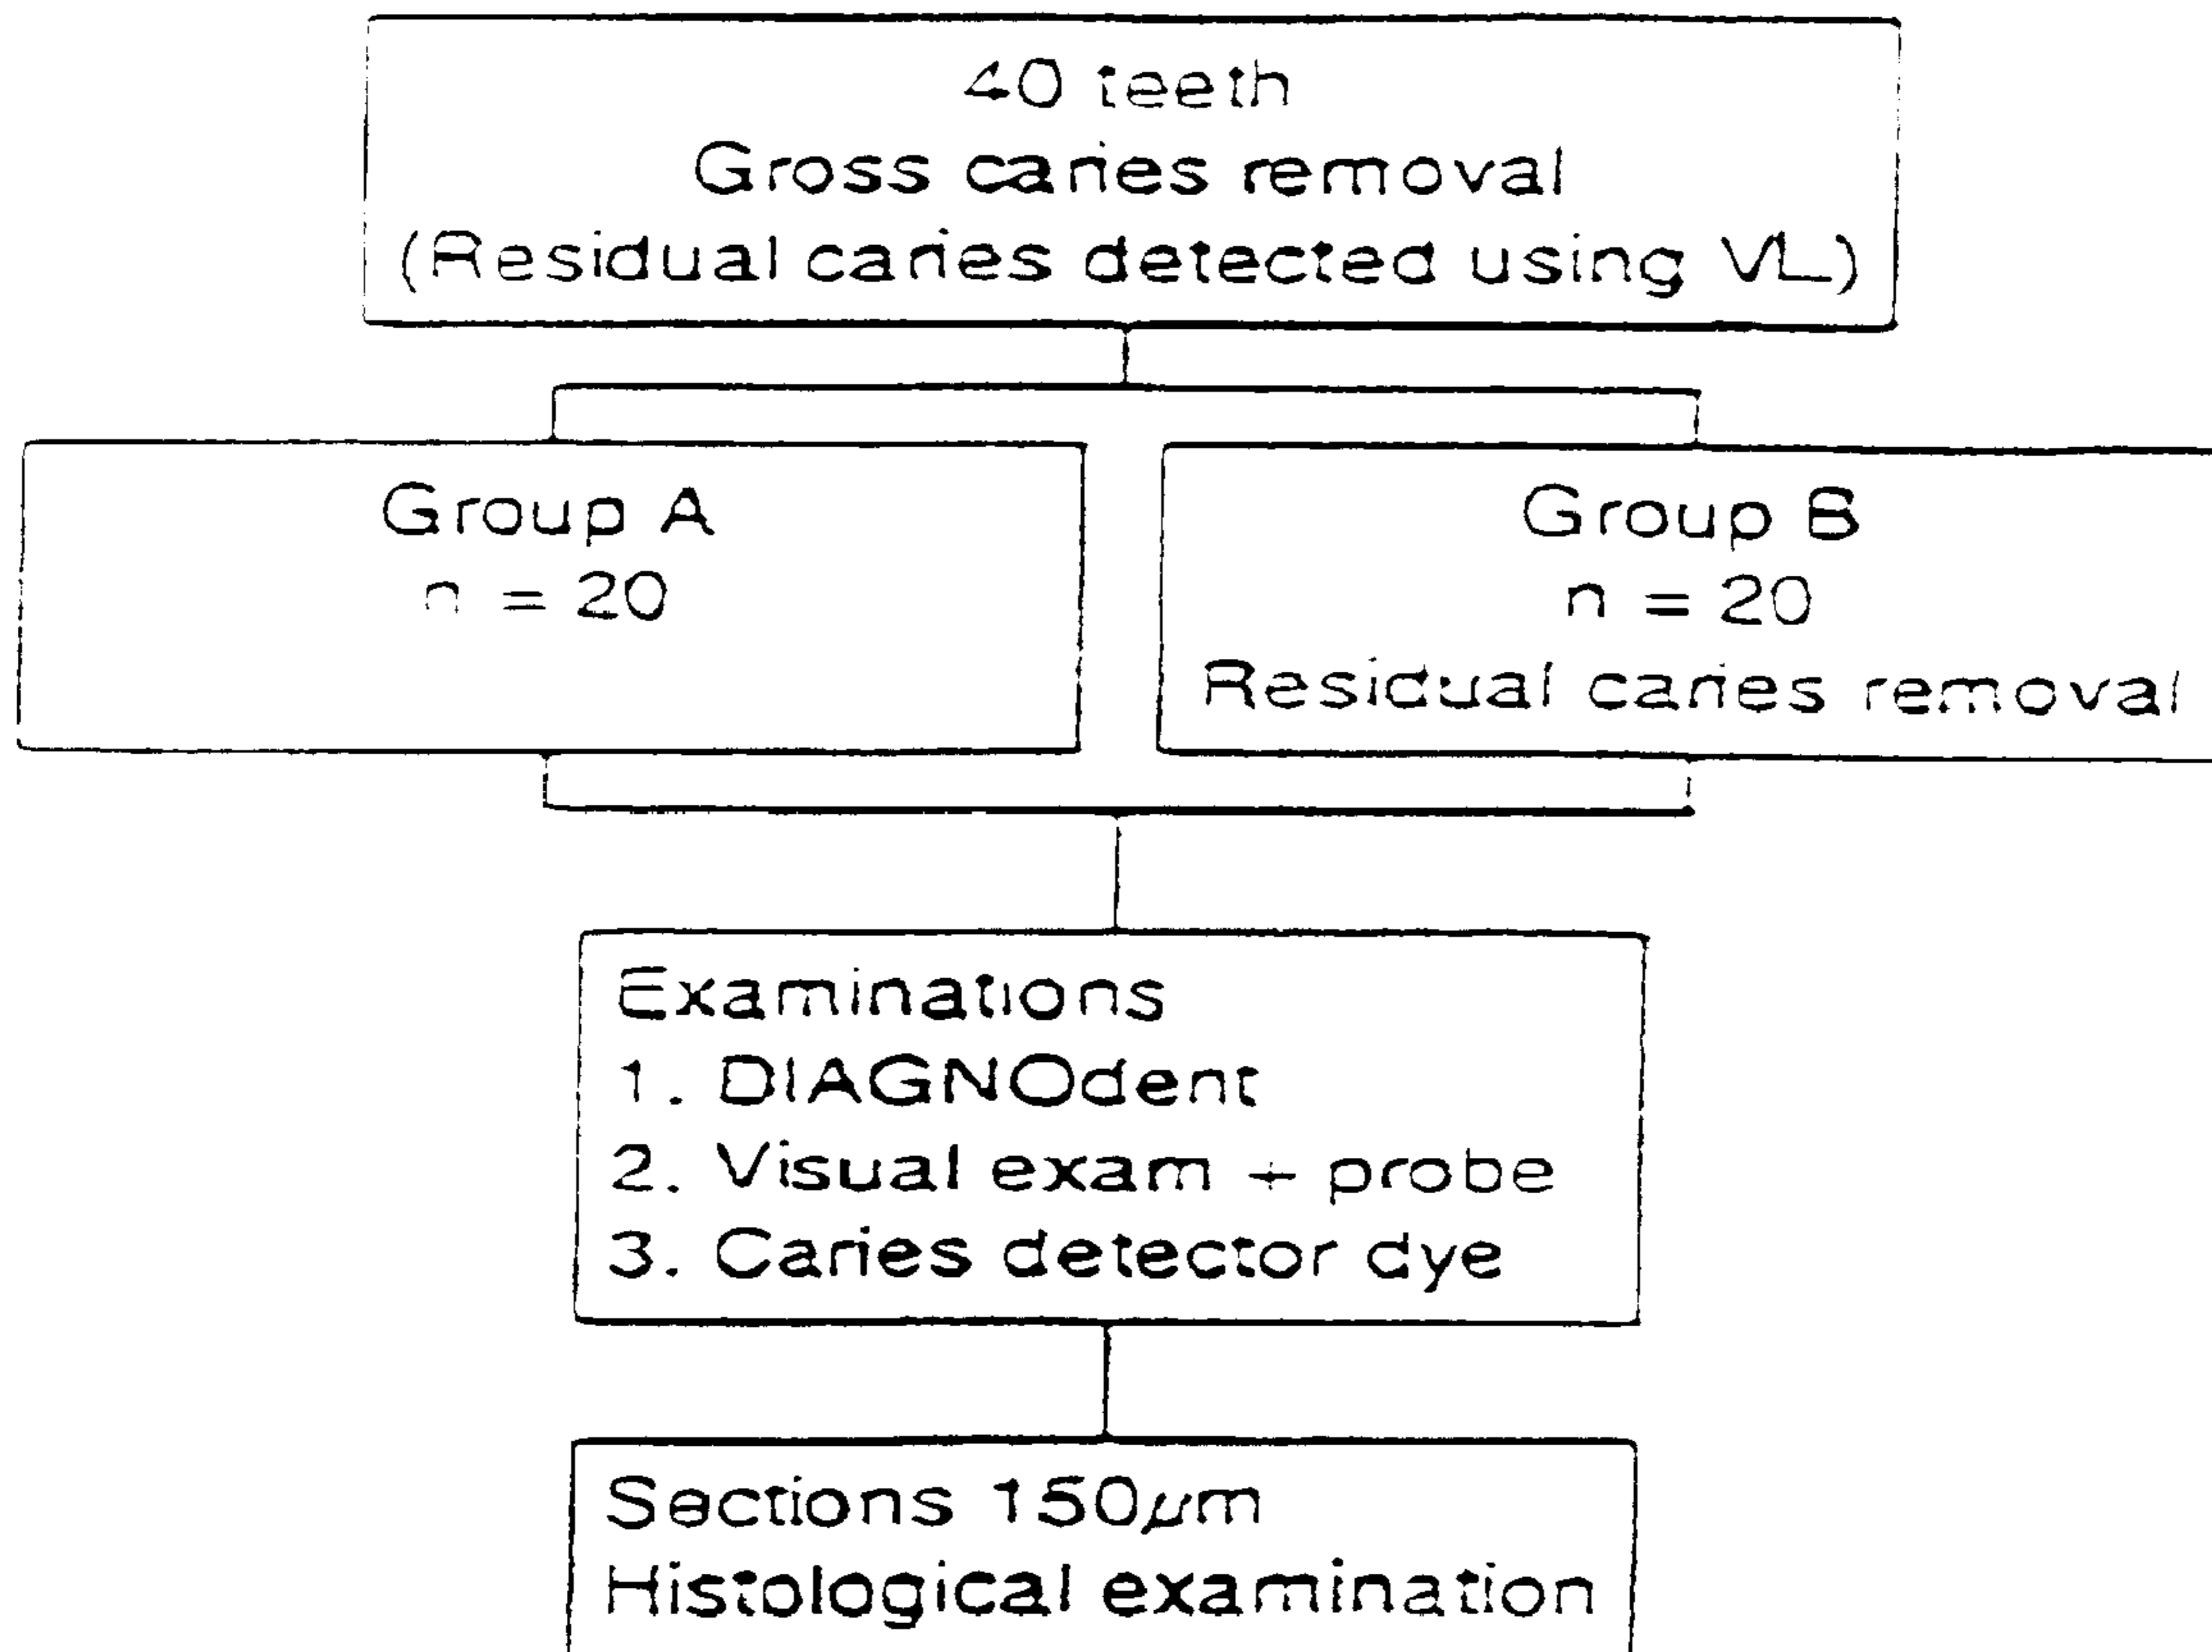 40 teeth
Gross caries removal
(Residual caries detected using VL)
Group A
n = 20
Group B
n = 20
Residual caries removal
Examinations
1. DIAGNOdent
2. Visual exam + probe
3. Caries detector dye
Sections 150μm
Histological examination